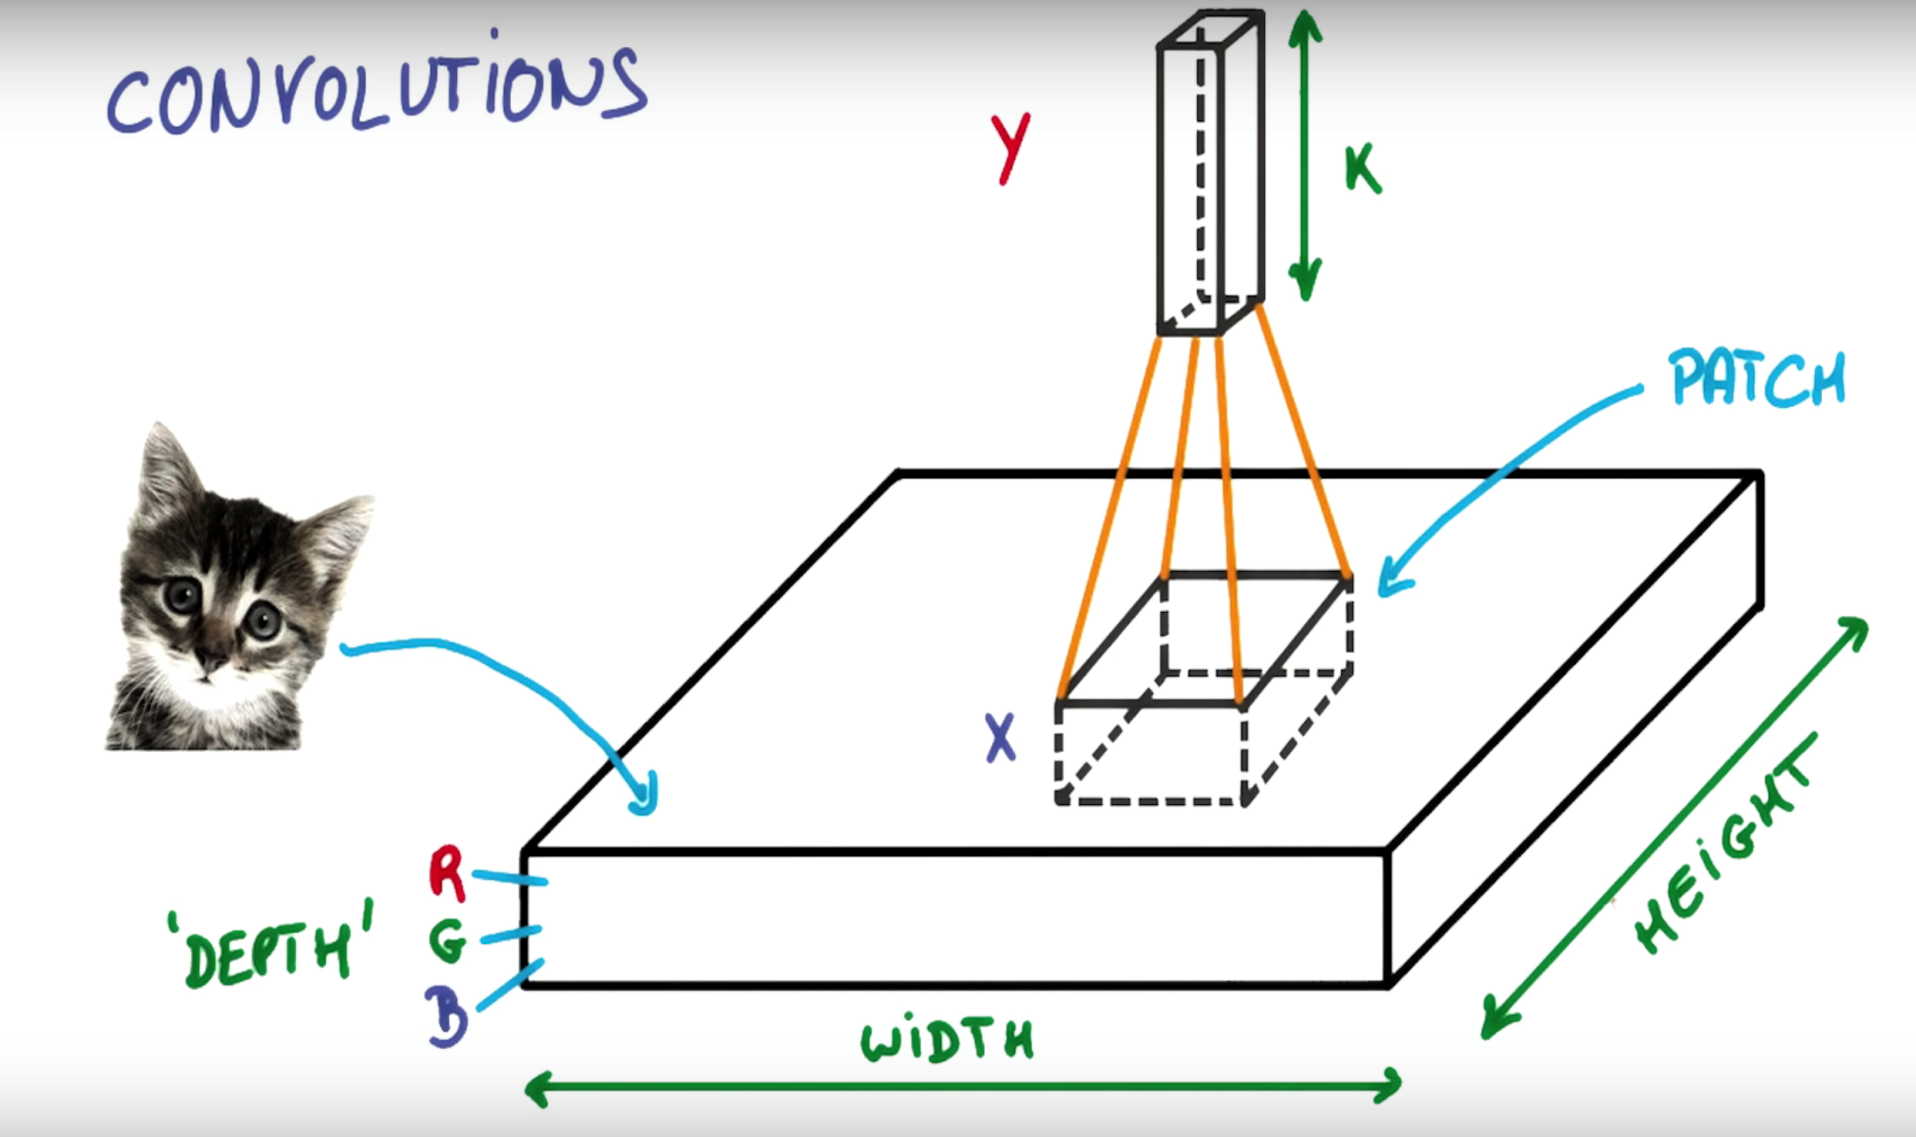 CONVOLUTIONS
Y
K
PATCH
X
R
'DEPTH'
G
B
WIDTH
HEIGHT